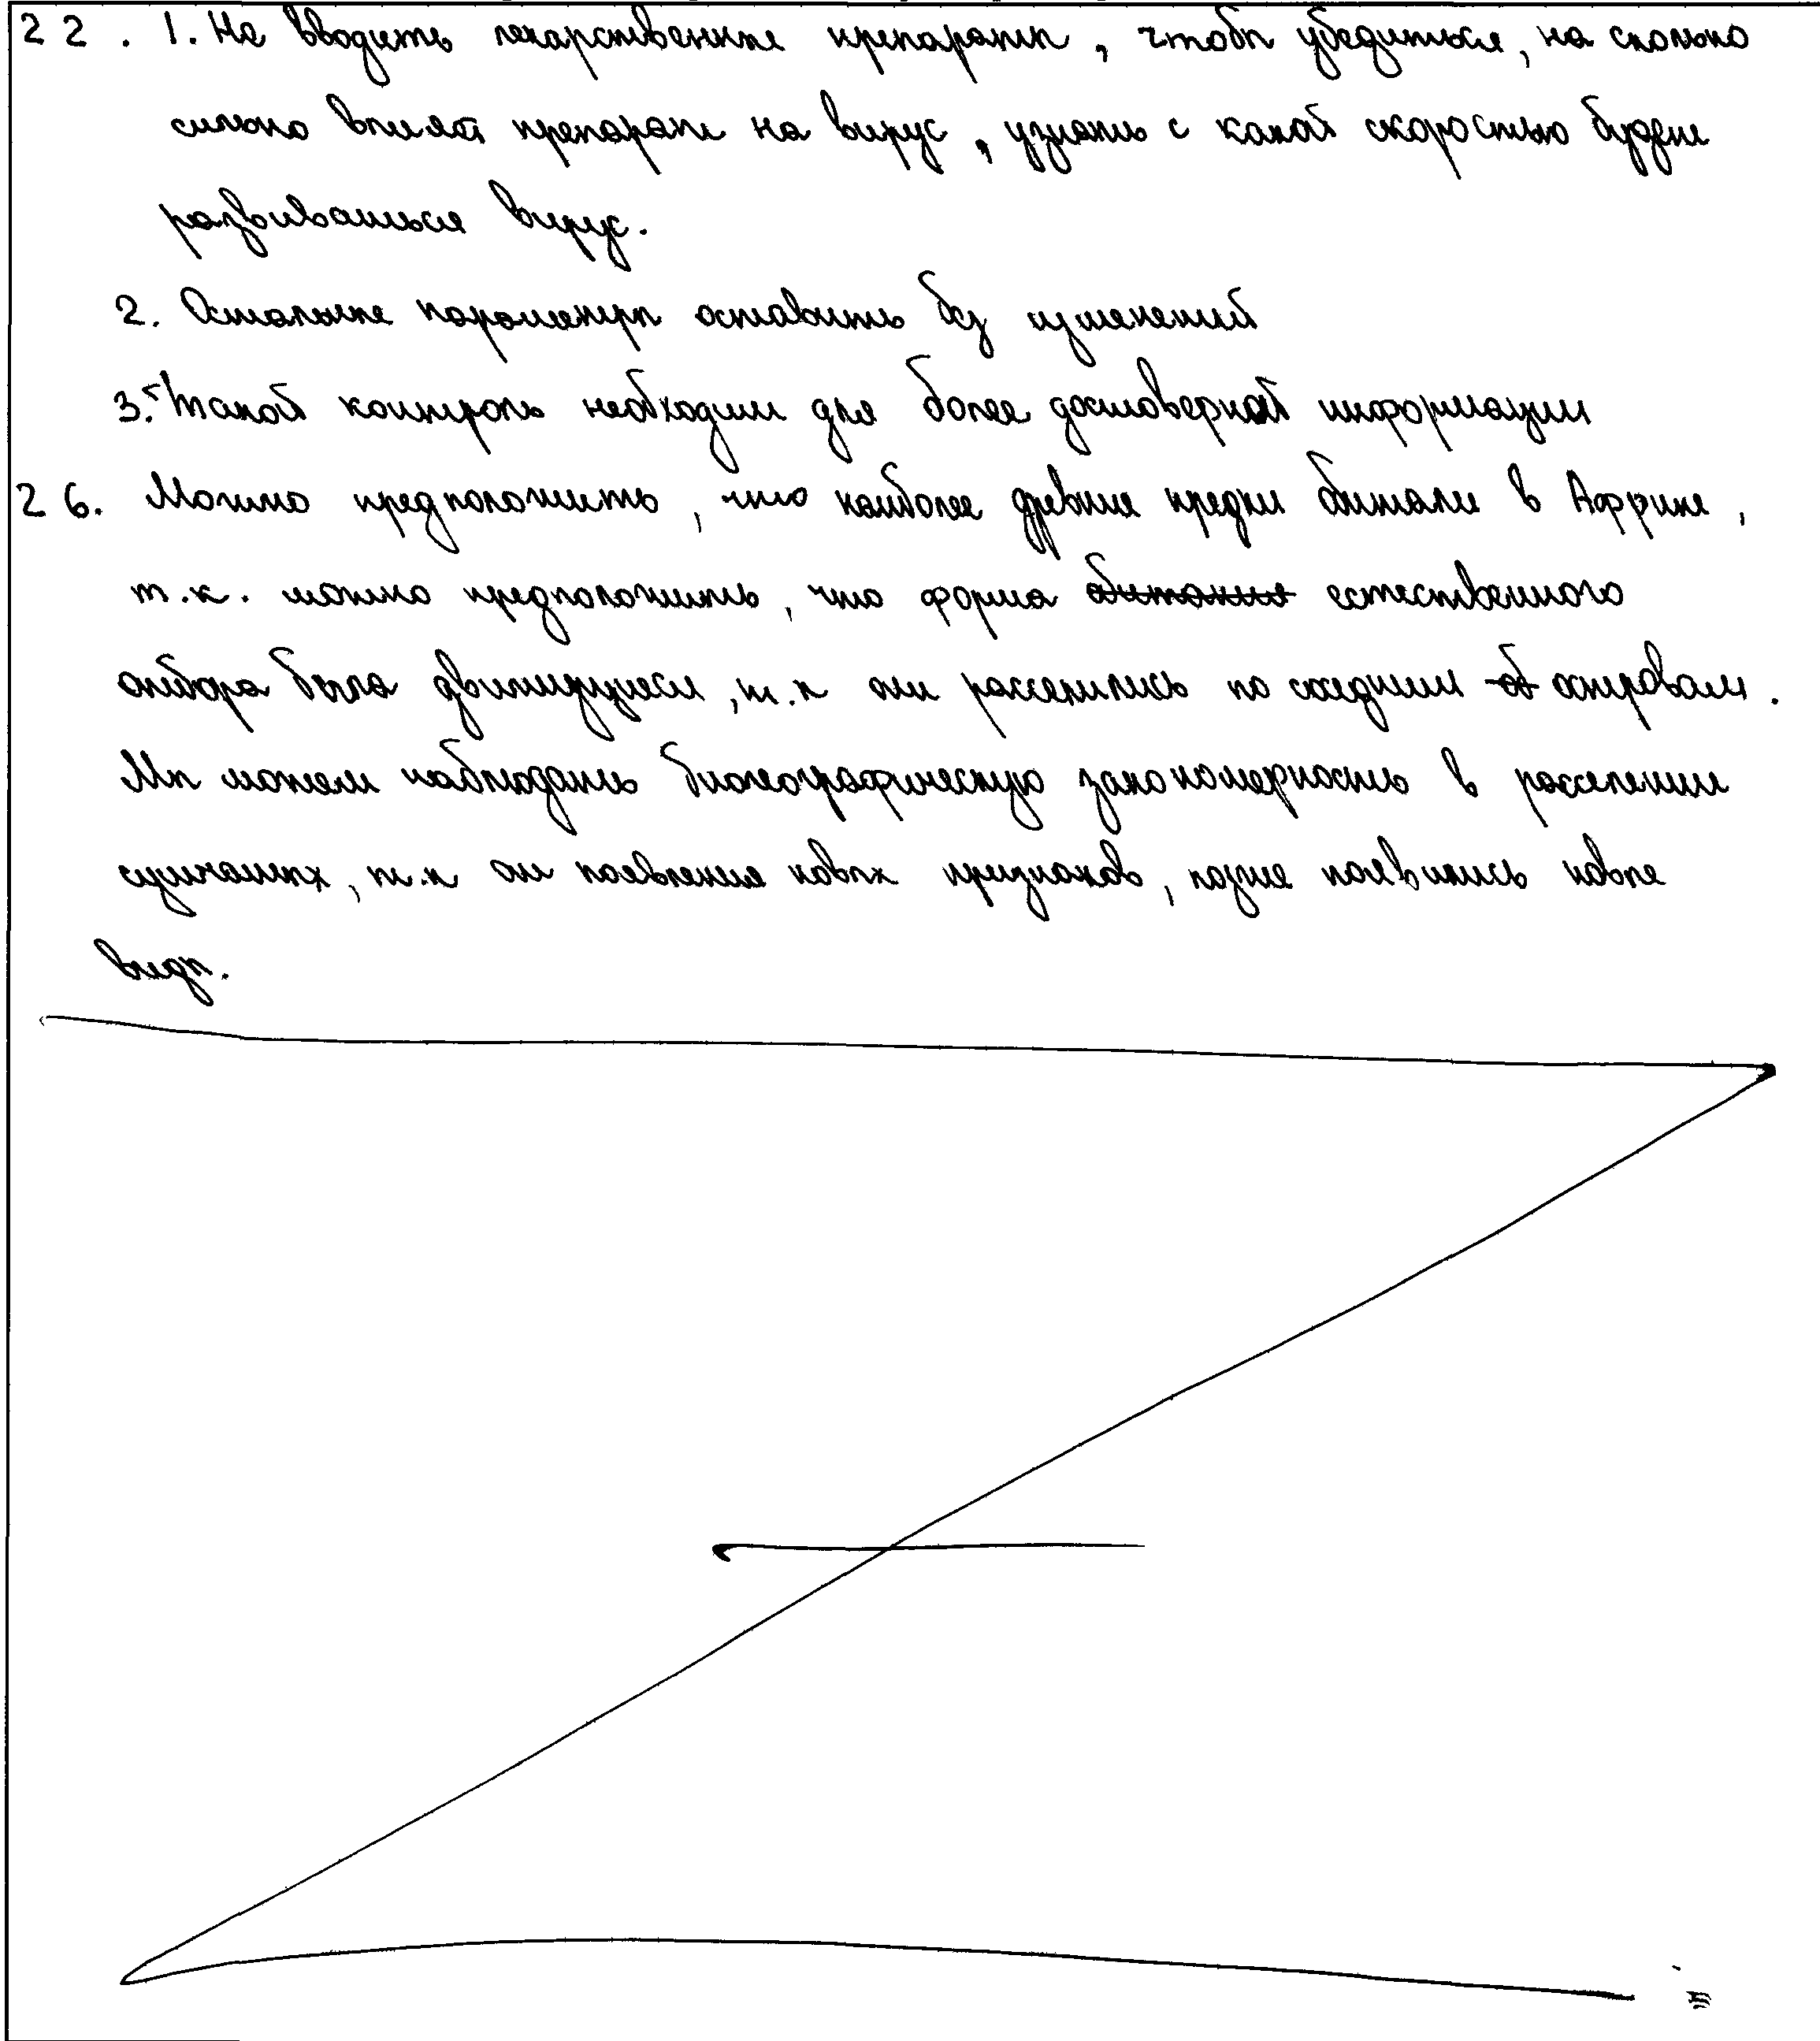 22. 1. Не вводить лекарственные препараты, чтобы убедиться, на сколько
сильно влияет препарат на вирус, узнать с какой скоростью будет
развиваться вирус.
2. Остальные параметры оставить без изменений
3. Такой контроль необходим для более достоверной информации
26. Можно предположить, что наиболее древние предки обитали в Африке,
т.к. можно предположить, что форма обитания естественного
отбора была движущей, т.к они расселились по соседним об островам.
Мы можем наблюдать биогеографическую закономерность в расселении
сумчатых, т.к от появления новых признаков, позже появились новые
виды.